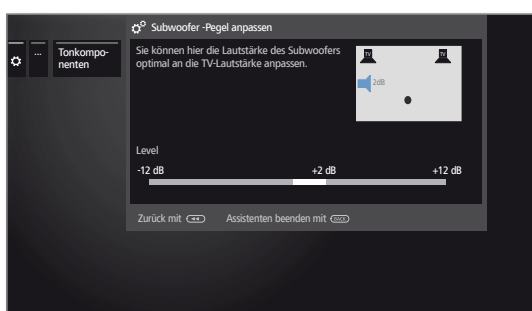 Subwoofer -Pegel anpassen
...
Tonkompo-
nenten
Sie können hier die Lautstärke des Subwoofers
optimal an die TV-Lautstärke anpassen.
TV TV
2dB
Level
-12 dB +2 dB +12 dB
Zurück mit Assistenten beenden mit BACK